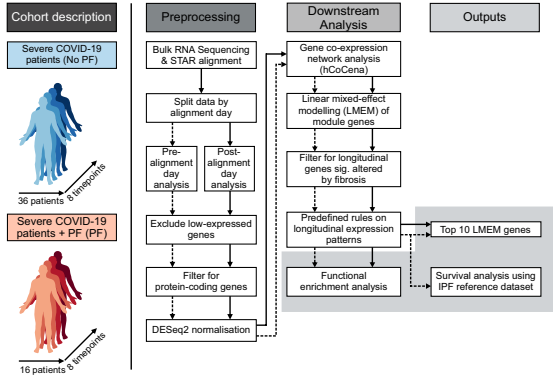 Cohort description
Severe COVID-19
patients (No PF)
36 patients
8 timepoints
Severe COVID-19
patients + PF (PF)
16 patients
8 timepoints
Preprocessing
Bulk RNA Sequencing
& STAR alignment
Split data by
alignment day
Pre-
alignment
day
analysis
Post-
alignment
day analysis
Exclude low-expressed
genes
Filter for
protein-coding genes
DESeq2 normalisation
Downstream
Analysis
Gene co-expression
network analysis
(hCoCena)
Linear mixed-effect
modelling (LMEM) of
module genes
Filter for longitudinal
genes sig. altered
by fibrosis
Predefined rules on
longitudinal expression
patterns
Functional
enrichment analysis
Outputs
Top 10 LMEM genes
Survival analysis using
IPF reference dataset